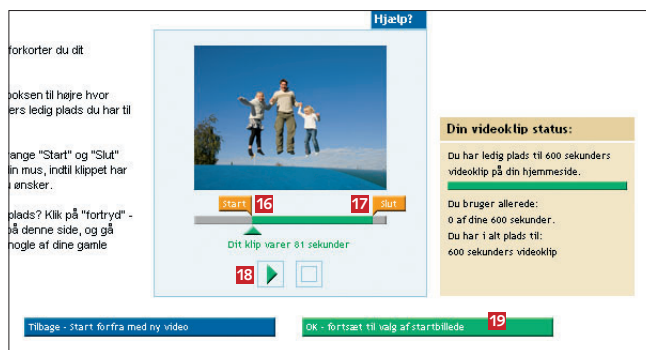 Hjælp?
forkorter du dit
boksen til højre hvor
ers ledig plads du har til
range "Start" og "Slut"
din mus, indtil klippet har
u ønsker.
plads? Klik på "fortryd" -
på denne side, og gå
nogle af dine gamle
Start 16 17 Slut
Dit klip varer 81 sekunder
18
Din videoklip status:
Du har ledig plads til 600 sekunders
videoklip på din hjemmeside.
Du bruger allerede:
0 af dine 600 sekunder.
Du har i alt plads til:
600 sekunders videoklip
Tilbage - Start forfra med ny video
OK - fortsæt til valg af startbillede 19